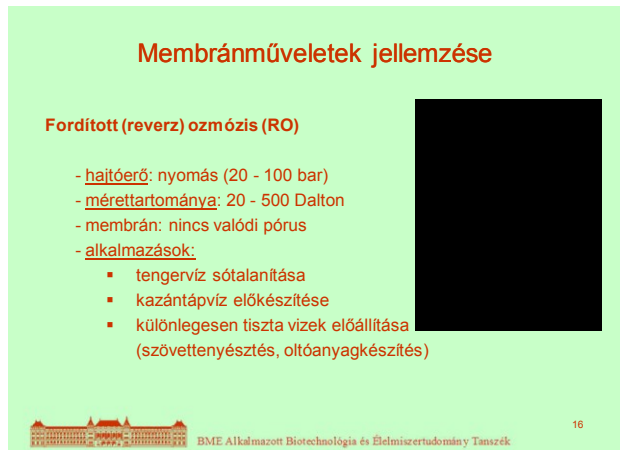 Membránműveletek jellemzése
Fordított (reverz) ozmózis (RO)
- hajtóerő: nyomás (20 - 100 bar)
- mérettartománya: 20 - 500 Dalton
- membrán: nincs valódi pórus
- alkalmazások:
▪ tengervíz sótalanítása
▪ kazántápvíz előkészítése
▪ különlegesen tiszta vizek előállítása
(szövettenyésztés, oltóanyagkészítés)
BME Alkalmazott Biotechnológia és Élelmiszertudomány Tanszék
16